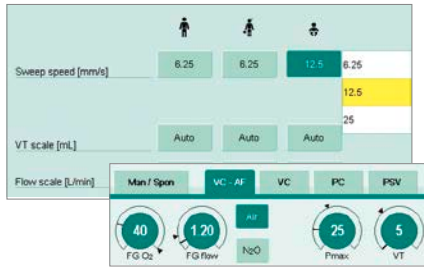 Sweep speed [mm/s] 6.25 6.25 12.5 6.25
12.5
25
VT scale [mL] Auto Auto Auto
Flow scale [L/min]
Man / Spon VC - AF VC PC PSV
40 1.20 Air 25 5
FG O2 FG flow N2O Pmax VT